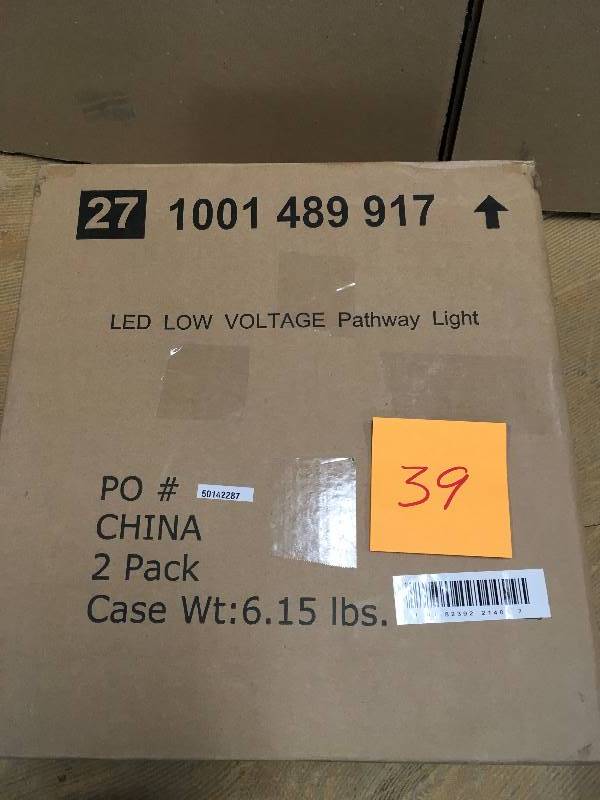 27 1001 489 917
LED LOW VOLTAGE Pathway Light
39
PO # 50142287
CHINA
2 Pack
Case Wt:6.15 lbs.
82392